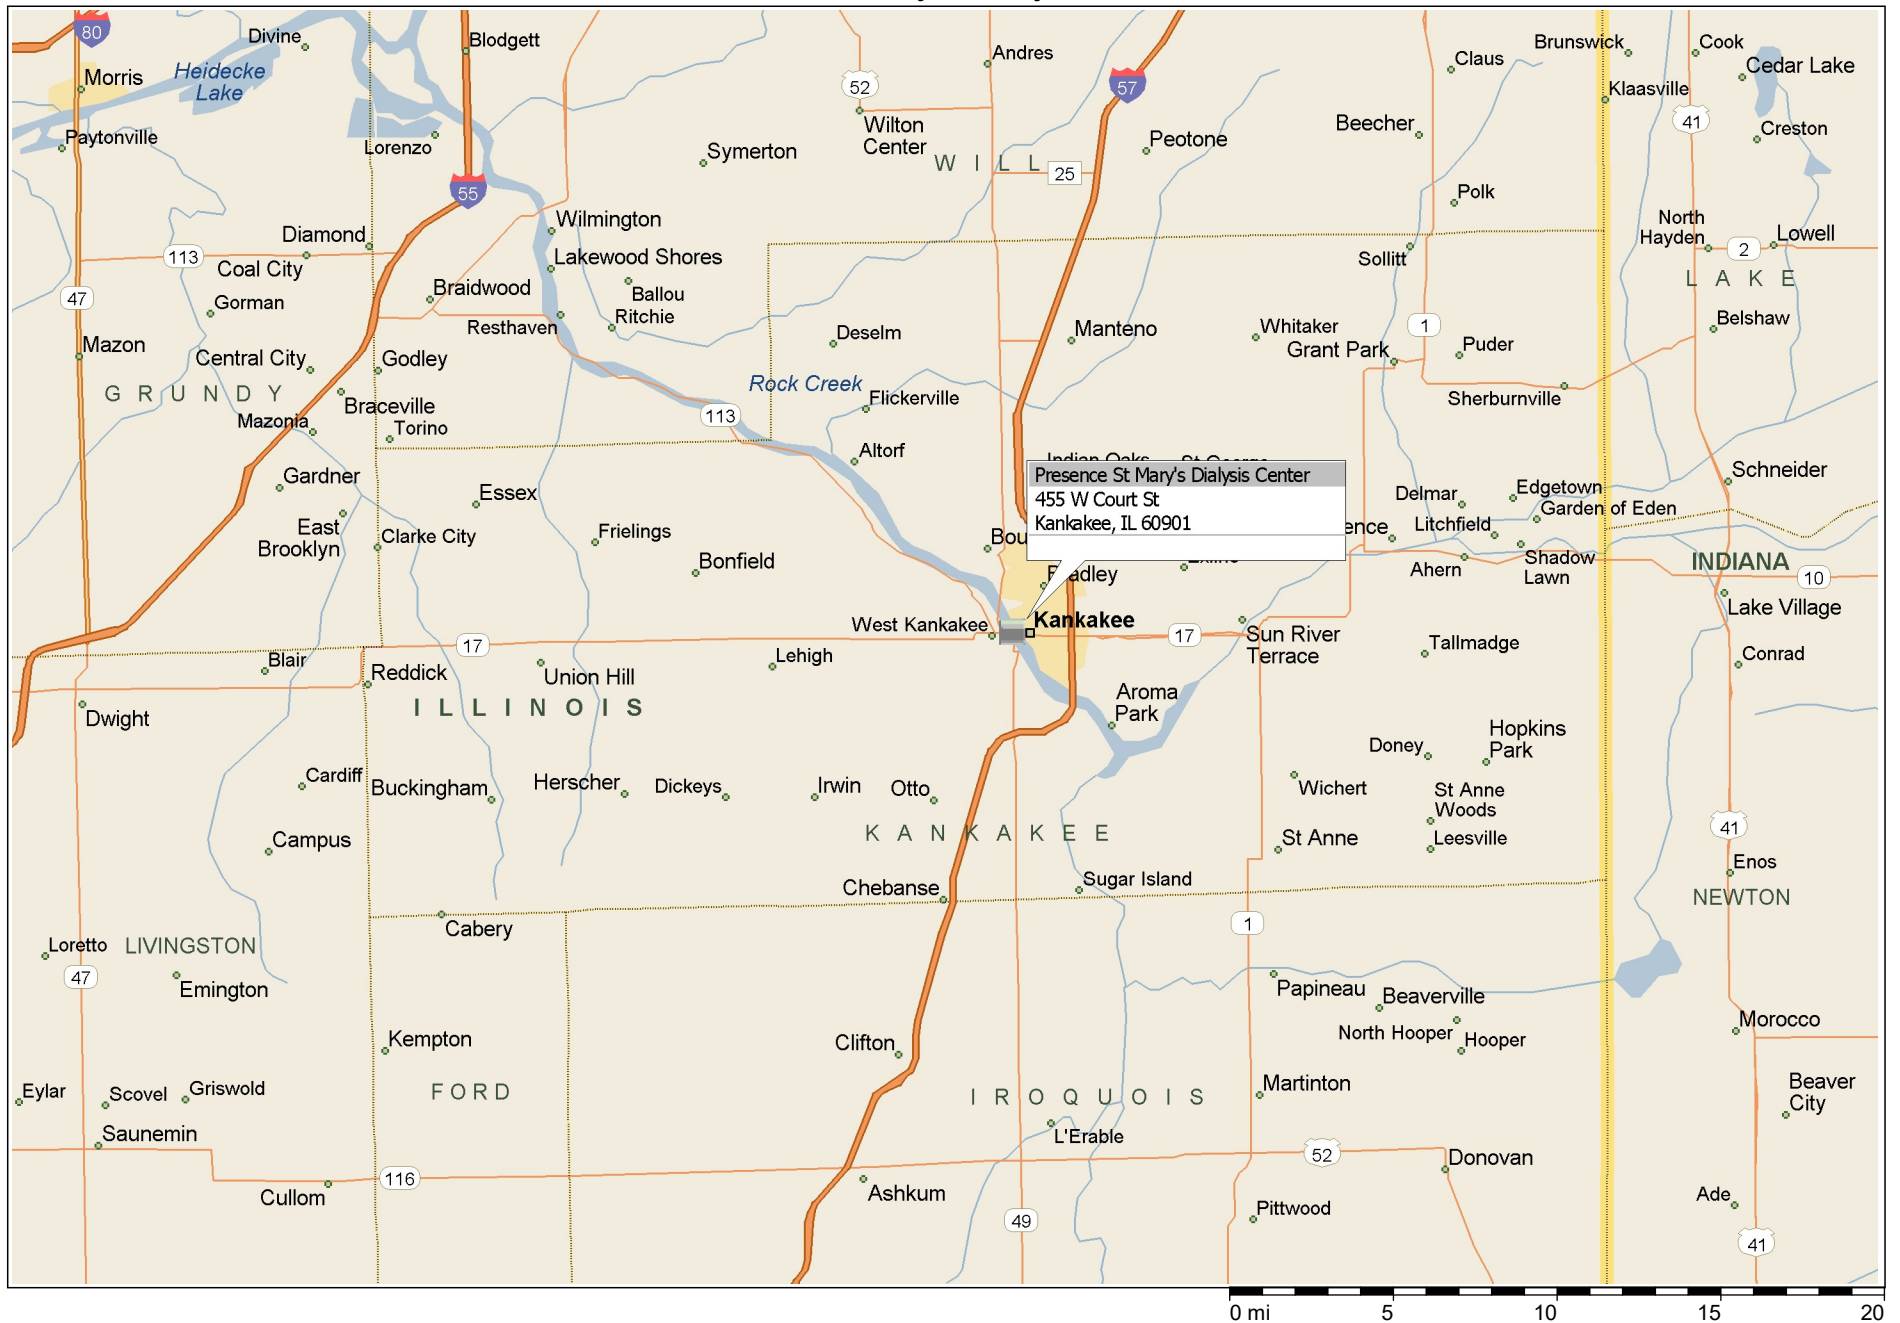 80
Divine
Blodgett
Andres
Claus
Brunswick
Cook
Morris
Heidecke
Lake
52
57
Klaasville
Cedar Lake
Paytonville
Lorenzo
Wilton
Center
Symerton
WILL
25
Peotone
Beecher
41
Creston
55
Polk
Wilmington
Diamond
113
Coal City
Lakewood Shores
Sollitt
North
Hayden
2
Lowell
LAKE
47
Gorman
Braidwood
Ballou
Ritchie
Resthaven
Deselm
Manteno
Whitaker
1
Grant Park
Puder
Belshaw
Mazon
Central City
Godley
GRUNDY
Rock Creek
Flickerville
Sherburnville
Braceville
Mazonia
Torino
113
Altorf
Gardner
Essex
Presence St Mary's Dialysis Center
455 W Court St
Kankakee, IL 60901
Delmar
Edgetown
Schneider
Garden of Eden
East
Brooklyn
Clarke City
Frielings
Litchfield
Bonfield
Ahern
Shadow
Lawn
INDIANA
10
Bradley
Lake Village
West Kankakee
Kankakee
17
17
Sun River
Terrace
Tallmadge
Conrad
Blair
Reddick
Union Hill
Lehigh
ILLINOIS
Dwight
Aroma
Park
Doney
Hopkins
Park
Cardiff
Buckingham
Herscher
Dickeys
Irwin
Otto
Wichert
St Anne
Woods
KANKAKEE
41
Campus
St Anne
Leesville
Enos
Chebanse
Sugar Island
NEWTON
Cabery
1
Loretto
LIVINGSTON
47
Emington
Papineau
Beaverville
North Hooper
Hooper
Morocco
Kempton
Clifton
Eylar
Scovel
Griswold
FORD
IROQUOIS
Martinton
Beaver
City
Saunemin
L'Erable
116
52
Donovan
Cullom
Ashkum
49
Pittwood
Ade
41
0 mi
5
10
15
20